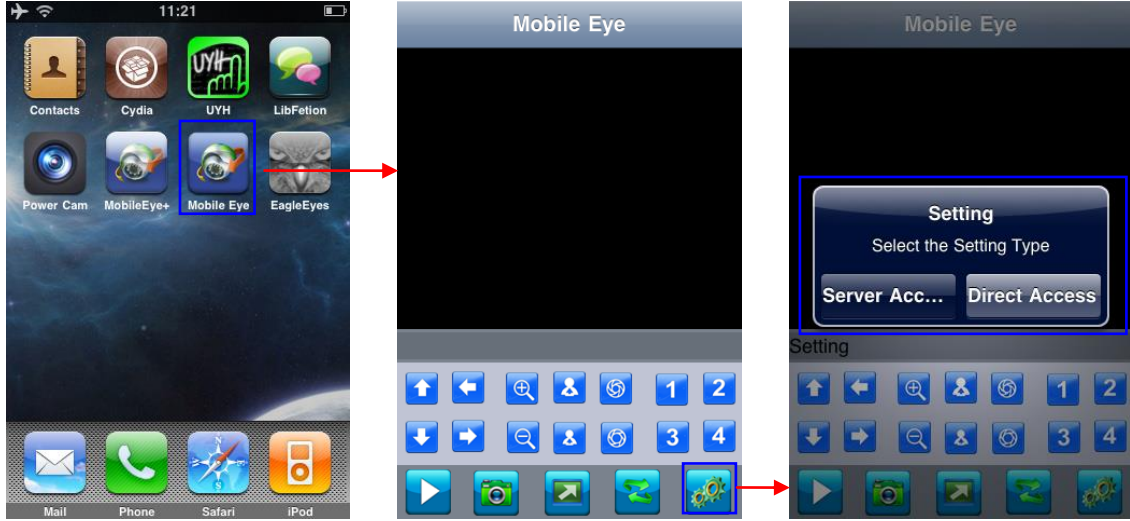 11:21
Contacts Cydia UYH LibFetion
Power Cam MobileEye+ Mobile Eye EagleEyes
Mail Phone Safari iPod
Mobile Eye
1 2
3 4
Mobile Eye
Setting
Select the Setting Type
Server Acc... Direct Access
Setting
1 2
3 4